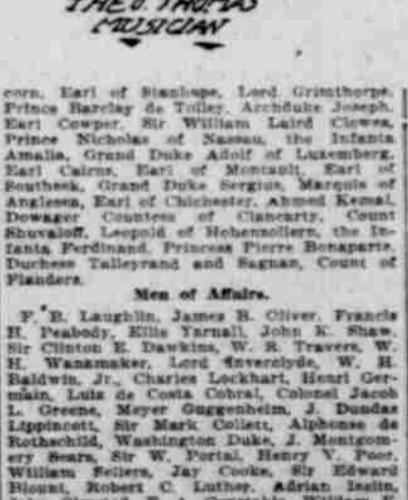 THEO. THOMAS
MUSICIAN
corn, Earl of Stanhope, Lord Grimthorpe,
Prince Barclay de Tolley, Archduke Joseph,
Earl Cowper, Sir William Laird Clowes,
Prince Nicholas of Nassau, the Infanta
Amalia, Grand Duke Adolf of Luxemberg,
Earl Cairns, Earl of Montault, Earl of
Southesk, Grand Duke Sergius, Marquis of
Anglesea, Earl of Chichester, Ahmed Kemal,
Dowager Countess of Clancarty, Count
Shuvaloff, Leopold of Hohenzollern, the In-
fanta Ferdinand, Princess Pierre Bonaparte,
Duchess Talleyrand and Sagnan, Count of
Flanders.
Men of Affairs.
F. B. Laughlin, James B. Oliver, Francis
H. Peabody, Ellis Yarnall, John K. Shaw,
Sir Clinton E. Dawkins, W. R. Travers, W.
H. Wanamaker, Lord Inverclyde, W. H.
Baldwin, Jr., Charles Lockhart, Henri Ger-
main, Luiz de Costa Cobral, Colonel Jacob
L. Greene, Meyer Guggenheim, J. Dundas
Lippincott, Sir Mark Collett, Alphonse de
Rothschild, Washington Duke, J. Montgom-
ery Sears, Sir W. Portal, Henry V. Poor,
William Sellers, Jay Cooke, Sir Edward
Blount, Robert C. Luther, Adrian Iselin,